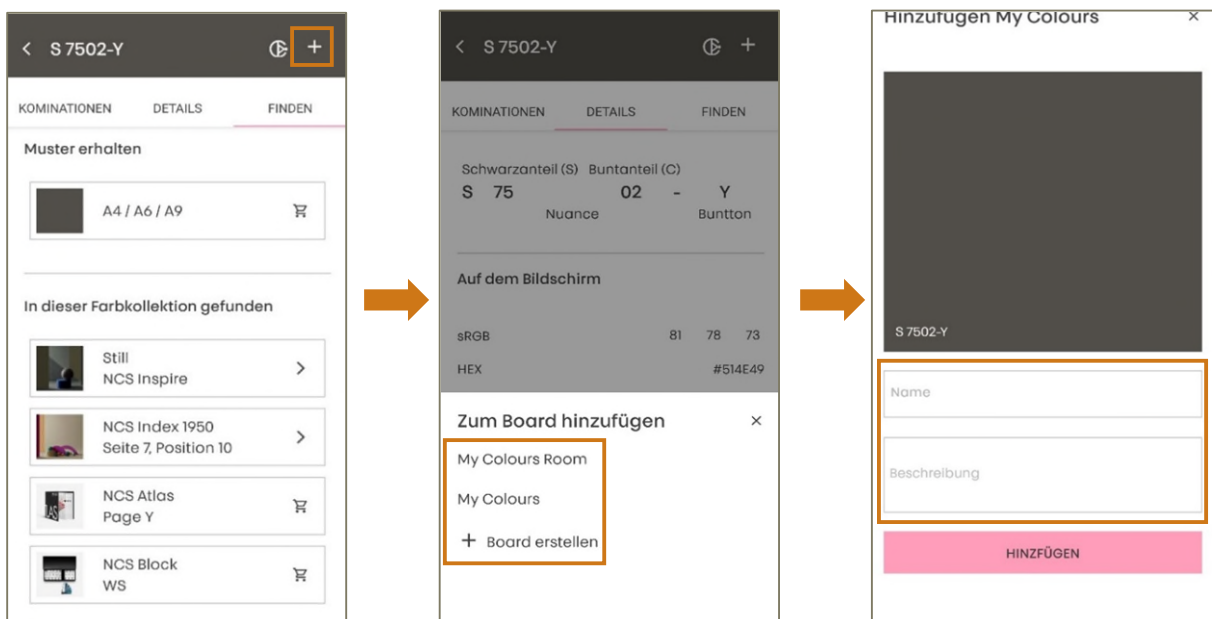 S 7502-Y
KOMINATIONEN DETAILS FINDEN
Muster erhalten
A4 / A6 / A9
In dieser Farbkollektion gefunden
Still
NCS Inspire
NCS Index 1950
Seite 7, Position 10
NCS Atlas
Page Y
NCS Block
WS
S 7502-Y
KOMINATIONEN DETAILS FINDEN
Schwarzanteil (S) Buntanteil (C)
S 75 02 - Y
Nuance Buntton
Auf dem Bildschirm
sRGB 81 78 73
HEX #514E49
Zum Board hinzufügen
My Colours Room
My Colours
+ Board erstellen
Hinzufügen My Colours
S 7502-Y
Name
Beschreibung
HINZFÜGEN